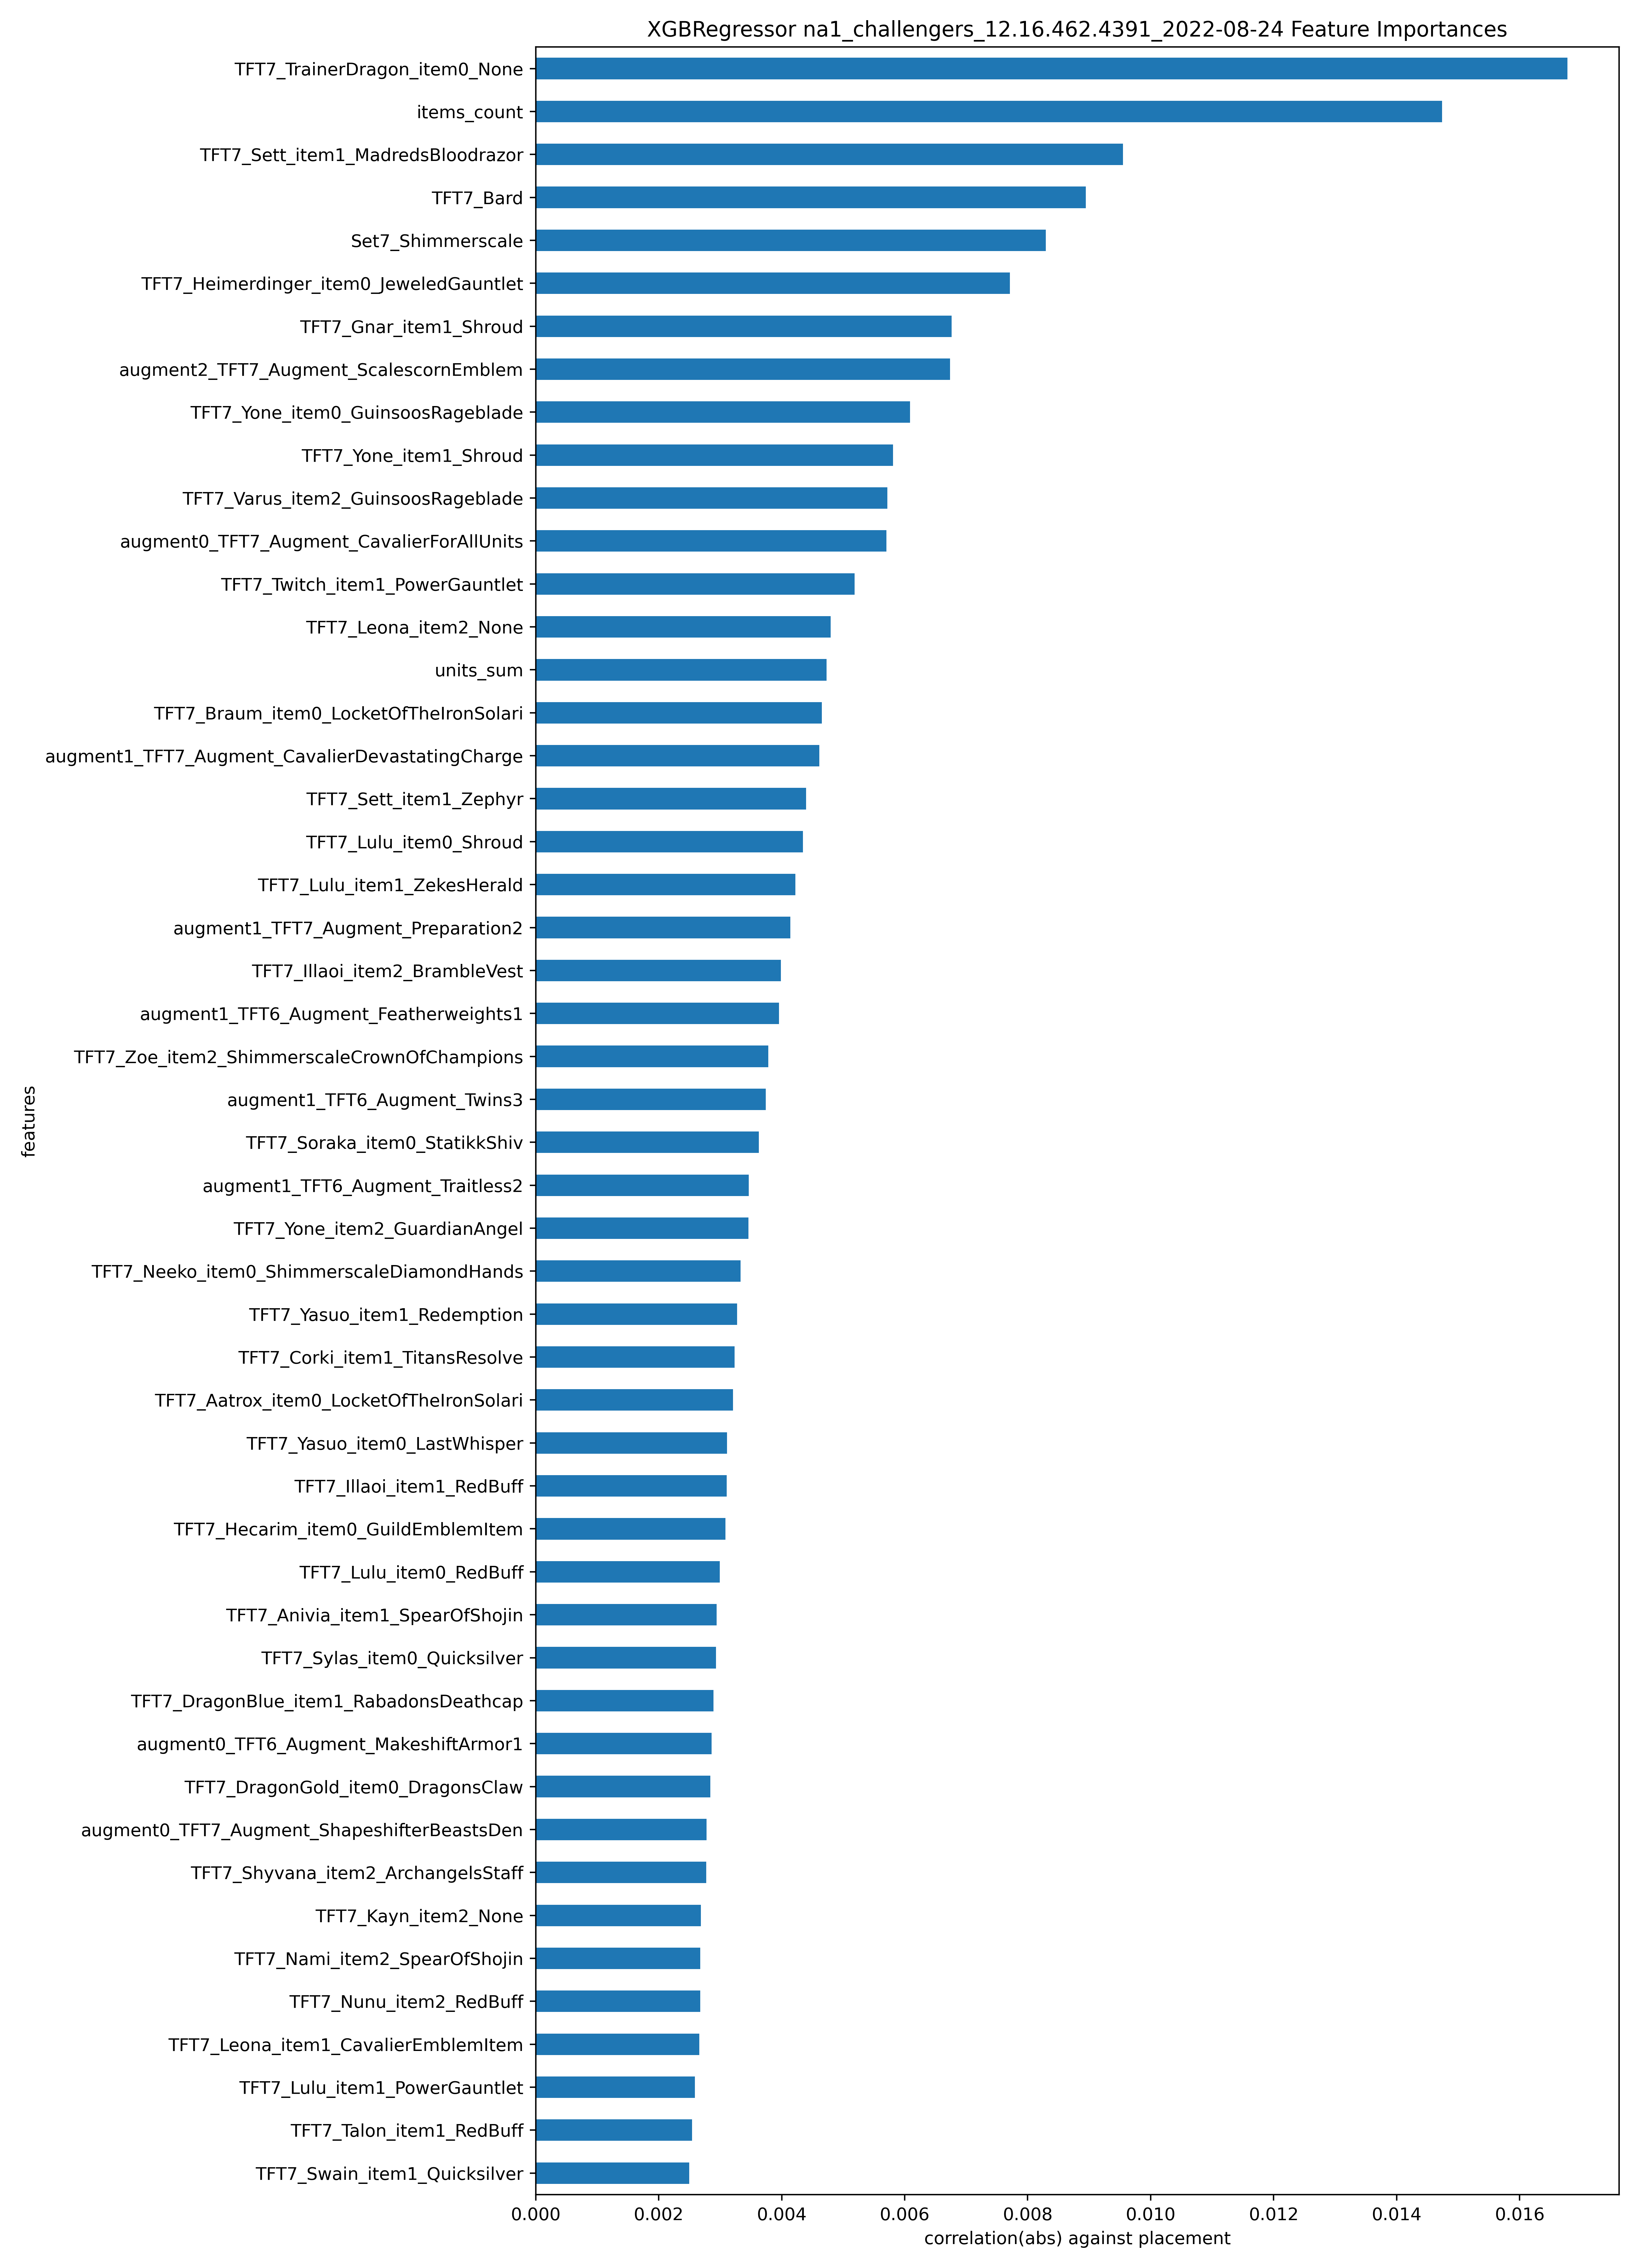 XGBRegressor na1_challengers_12.16.462.4391_2022-08-24 Feature Importances
TFT7_TrainerDragon_item0_None
items_count
TFT7_Sett_item1_MadredsBloodrazor
TFT7_Bard
Set7_Shimmerscale
TFT7_Heimerdinger_item0_JeweledGauntlet
TFT7_Gnar_item1_Shroud
augment2_TFT7_Augment_ScalescornEmblem
TFT7_Yone_item0_GuinsoosRageblade
TFT7_Yone_item1_Shroud
TFT7_Varus_item2_GuinsoosRageblade
augment0_TFT7_Augment_CavalierForAllUnits
TFT7_Twitch_item1_PowerGauntlet
TFT7_Leona_item2_None
units_sum
TFT7_Braum_item0_LocketOfTheIronSolari
augment1_TFT7_Augment_CavalierDevastatingCharge
TFT7_Sett_item1_Zephyr
TFT7_Lulu_item0_Shroud
TFT7_Lulu_item1_ZekesHerald
augment1_TFT7_Augment_Preparation2
TFT7_Illaoi_item2_BrambleVest
augment1_TFT6_Augment_Featherweights1
TFT7_Zoe_item2_ShimmerscaleCrownOfChampions
augment1_TFT6_Augment_Twins3
TFT7_Soraka_item0_StatikkShiv
augment1_TFT6_Augment_Traitless2
TFT7_Yone_item2_GuardianAngel
TFT7_Neeko_item0_ShimmerscaleDiamondHands
TFT7_Yasuo_item1_Redemption
TFT7_Corki_item1_TitansResolve
TFT7_Aatrox_item0_LocketOfTheIronSolari
TFT7_Yasuo_item0_LastWhisper
TFT7_Illaoi_item1_RedBuff
TFT7_Hecarim_item0_GuildEmblemItem
TFT7_Lulu_item0_RedBuff
TFT7_Anivia_item1_SpearOfShojin
TFT7_Sylas_item0_Quicksilver
TFT7_DragonBlue_item1_RabadonsDeathcap
augment0_TFT6_Augment_MakeshiftArmor1
TFT7_DragonGold_item0_DragonsClaw
augment0_TFT7_Augment_ShapeshifterBeastsDen
TFT7_Shyvana_item2_ArchangelsStaff
TFT7_Kayn_item2_None
TFT7_Nami_item2_SpearOfShojin
TFT7_Nunu_item2_RedBuff
TFT7_Leona_item1_CavalierEmblemItem
TFT7_Lulu_item1_PowerGauntlet
TFT7_Talon_item1_RedBuff
TFT7_Swain_item1_Quicksilver
features
0.000 0.002 0.004 0.006 0.008 0.010 0.012 0.014 0.016
correlation(abs) against placement